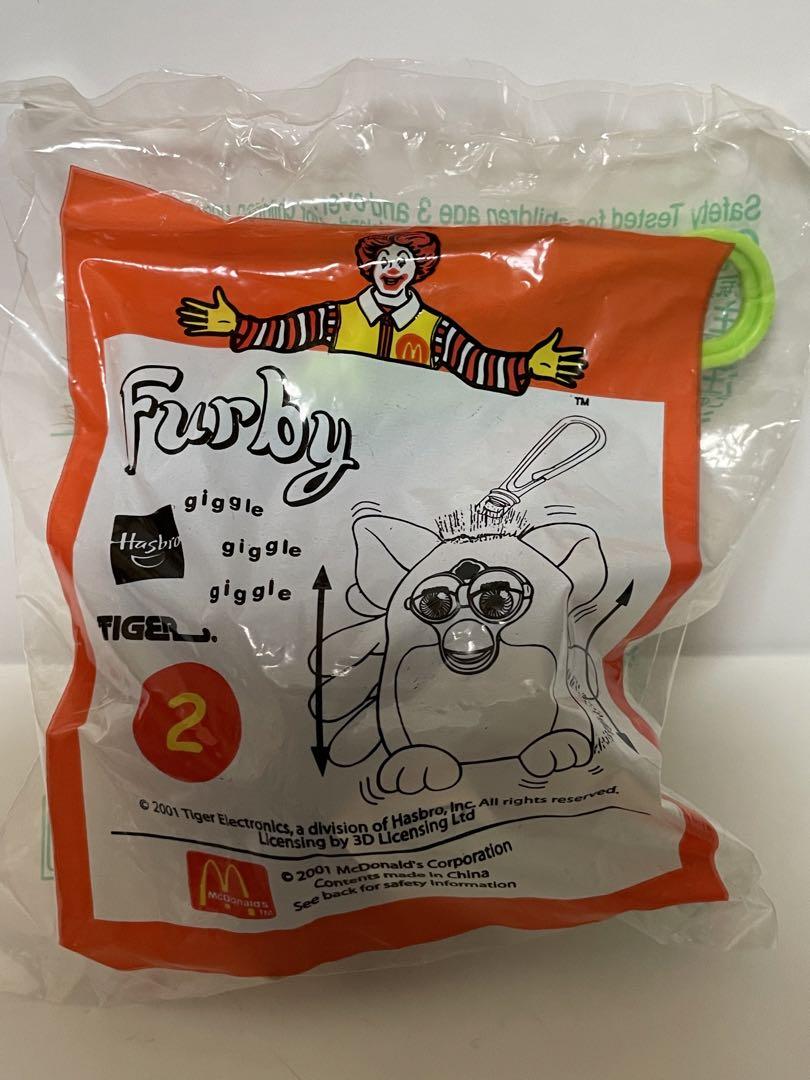 Safety Tested for children age 3 and over
TM
Furby
giggle
Hasbro
giggle
giggle
TIGER
2
© 2001 Tiger Electronics, a division of Hasbro, Inc. All rights reserved.
Licensing by 3D Licensing Ltd
© 2001 McDonald's Corporation
Contents made in China
See back for safety information
McDonald's
TM